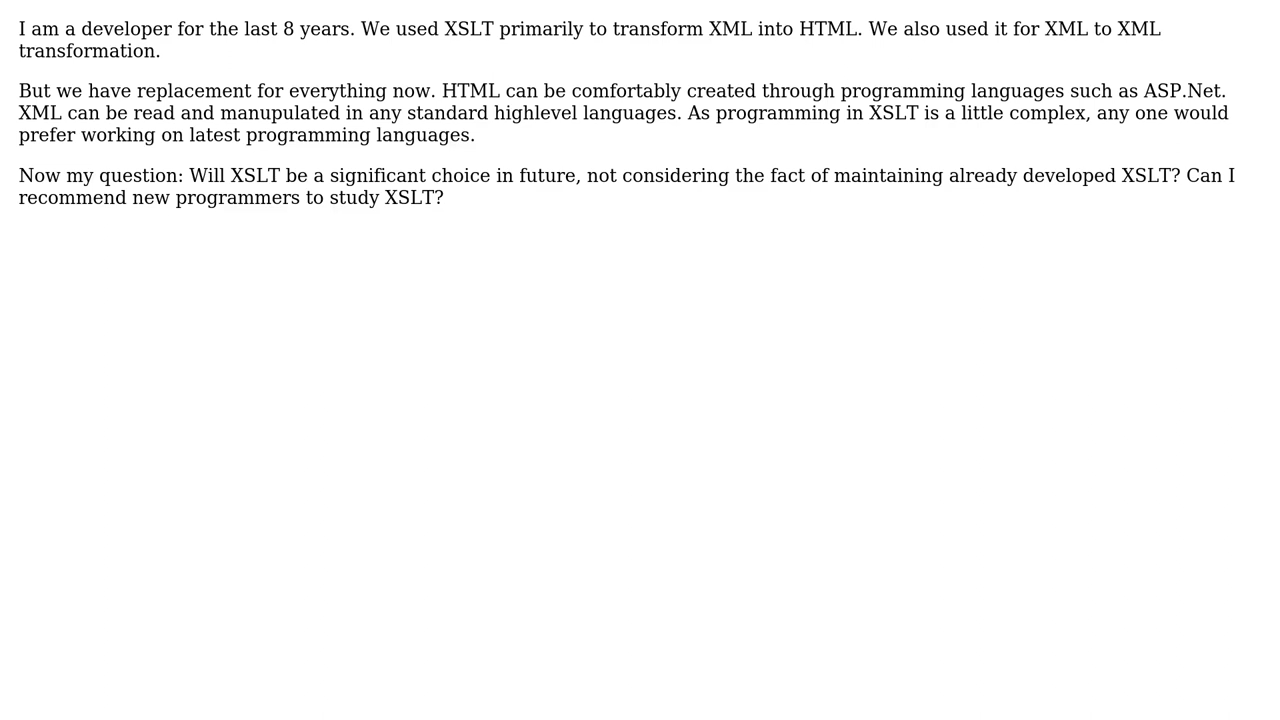 I am a developer for the last 8 years. We used XSLT primarily to transform XML into HTML. We also used it for XML to XML
transformation.
But we have replacement for everything now. HTML can be comfortably created through programming languages such as ASP.Net.
XML can be read and manupulated in any standard highlevel languages. As programming in XSLT is a little complex, any one would
prefer working on latest programming languages.
Now my question: Will XSLT be a significant choice in future, not considering the fact of maintaining already developed XSLT? Can I
recommend new programmers to study XSLT?